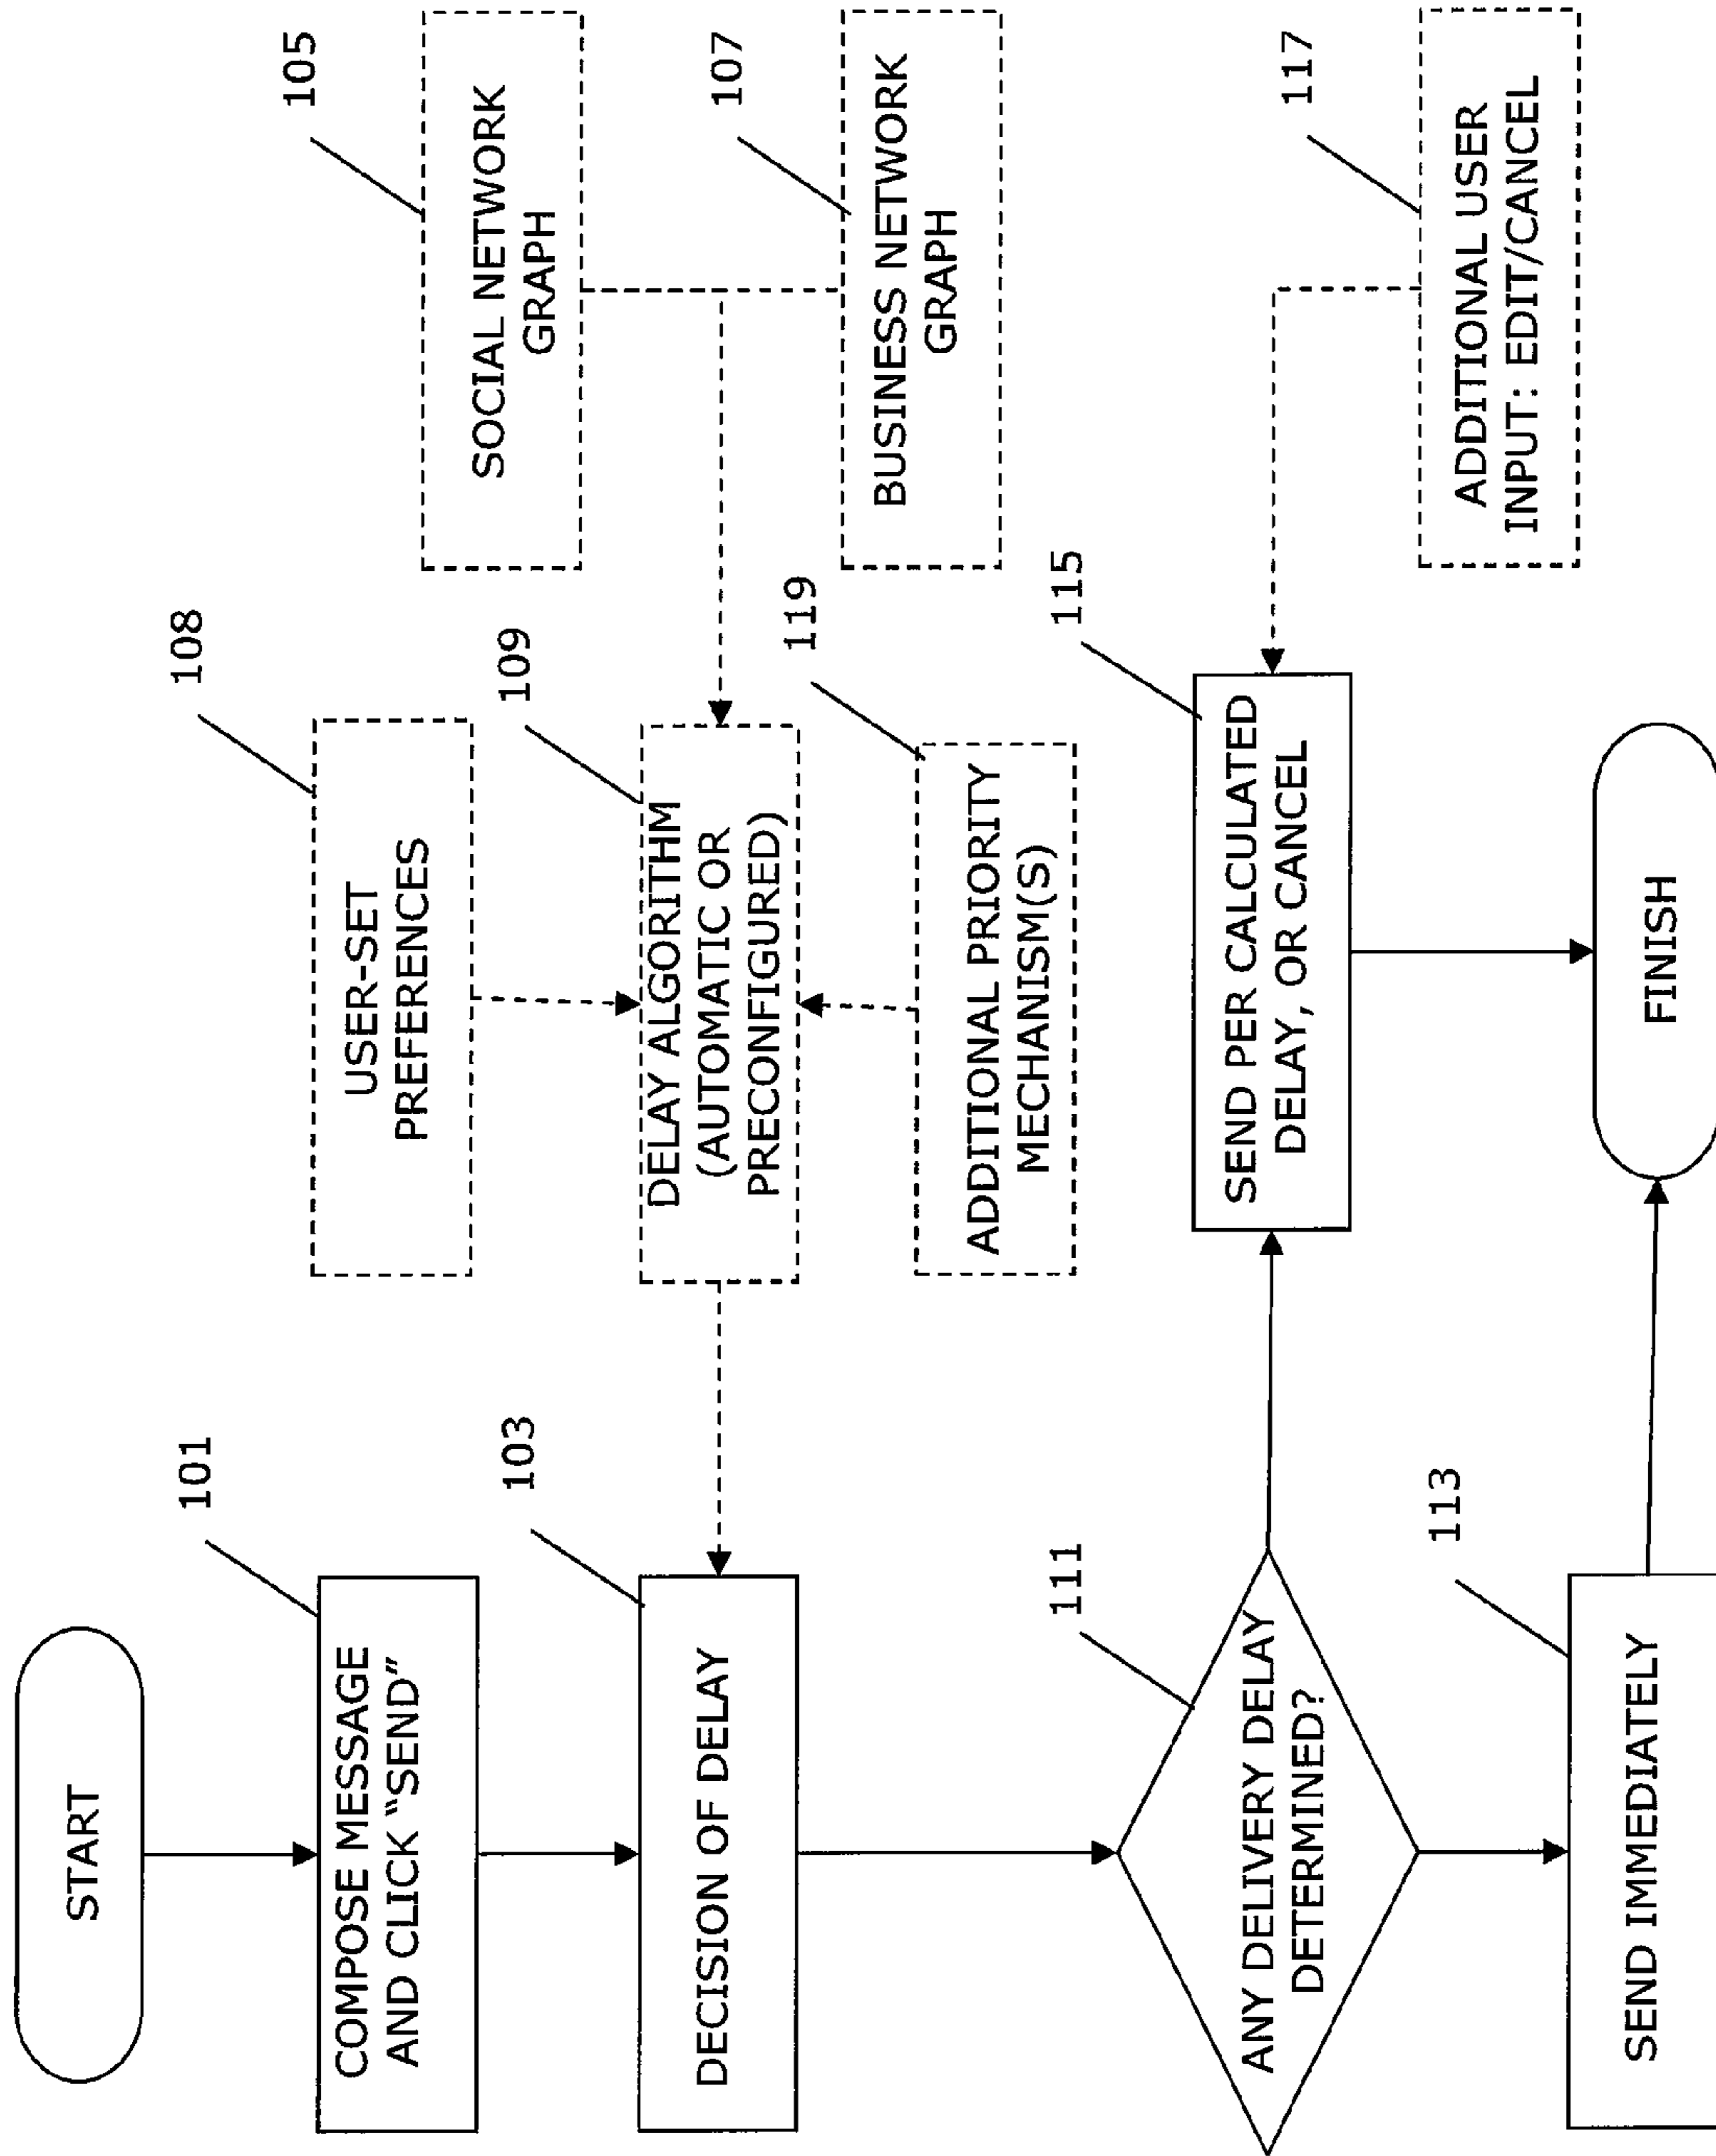 START
101
COMPOSE MESSAGE
AND CLICK “SEND”
103
DECISION OF DELAY
108
USER-SET
PREFERENCES
109
DELAY ALGORITHM
(AUTOMATIC OR
PRECONFIGURED)
119
ADDITIONAL PRIORITY
MECHANISM(S)
105
SOCIAL NETWORK
GRAPH
107
BUSINESS NETWORK
GRAPH
111
ANY DELIVERY DELAY
DETERMINED?
115
SEND PER CALCULATED
DELAY, OR CANCEL
117
ADDITIONAL USER
INPUT: EDIT/CANCEL
113
SEND IMMEDIATELY
FINISH